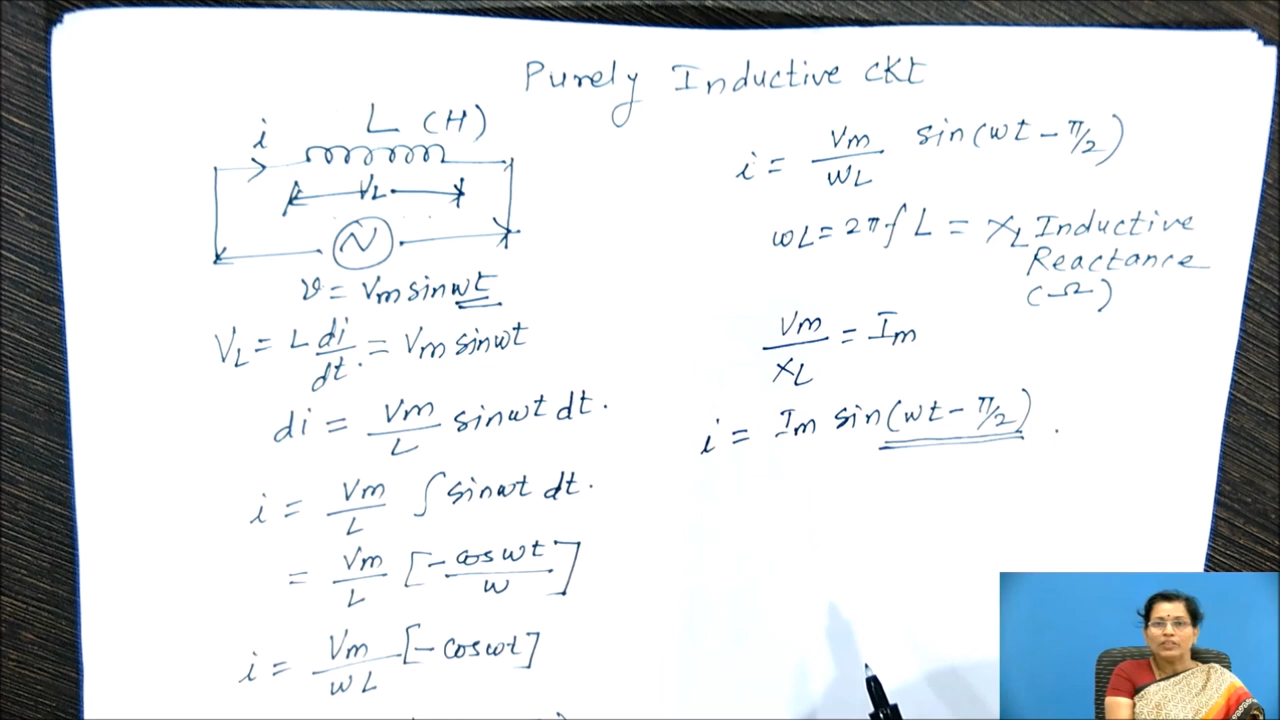 Purely Inductive ckt
L (H)
i
VL
v = Vm sinωt
VL = L di/dt. = Vm sinωt
di = Vm/L sinωt dt.
i = Vm/L ∫ sinωt dt.
= Vm/L [-cosωt/ω]
i = Vm/ωL [-cosωt]
i = Vm/ωL sin(ωt - π/2)
ωL = 2πfL = XL Inductive
Reactance
(Ω)
Vm/XL = Im
i = Im sin(ωt - π/2) .